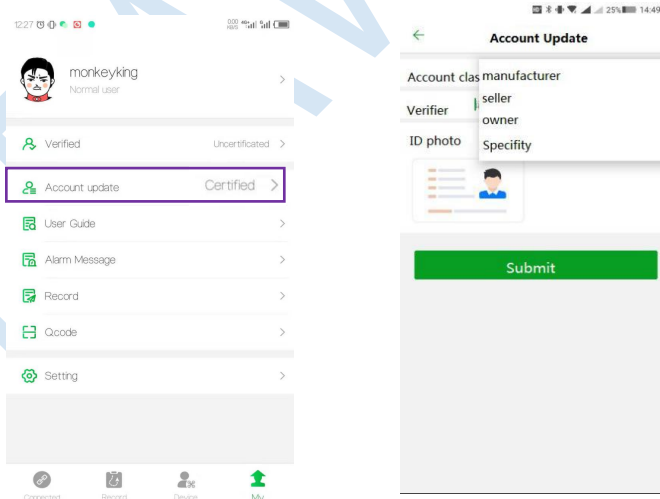 12:27
monkeyking
Normal user
Verified Uncertificated
Account update Certified
User Guide
Alarm Message
Record
Qcode
Setting
Connected Record Device My
25% 14:49
Account Update
Account clas manufacturer
seller
Verifier
owner
ID photo
Specifity
Submit